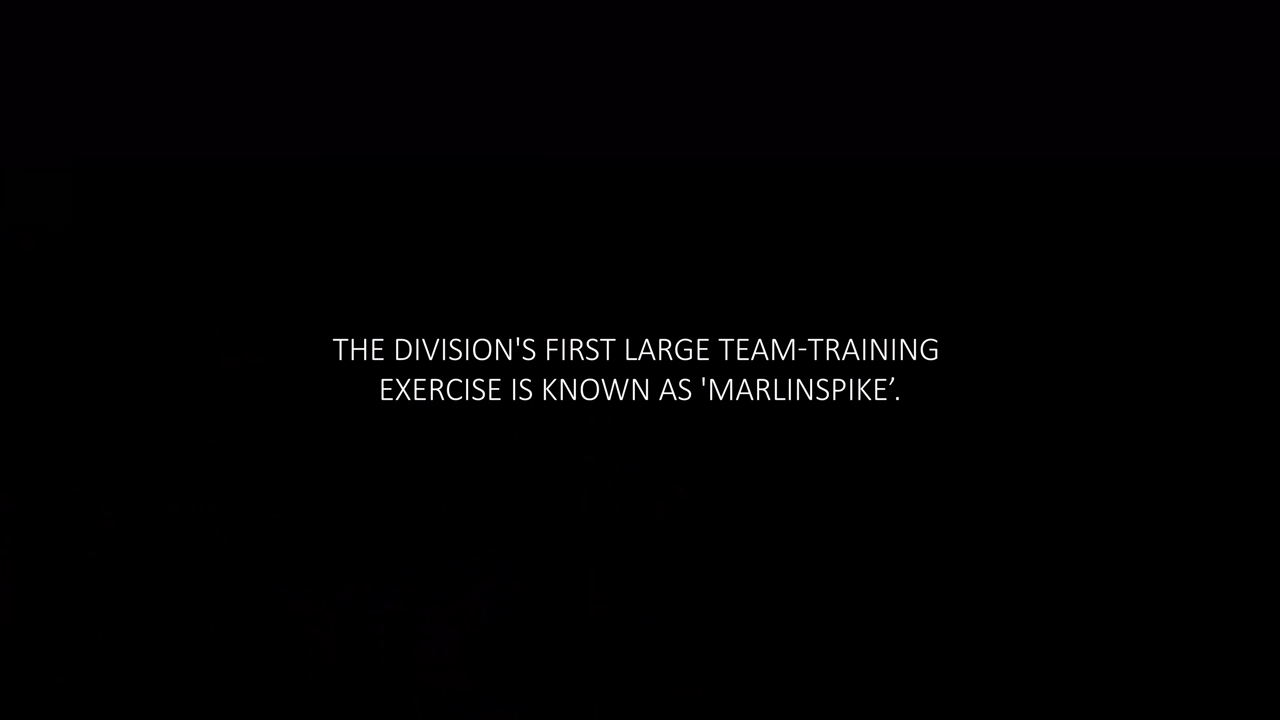 THE DIVISION'S FIRST LARGE TEAM-TRAINING
EXERCISE IS KNOWN AS 'MARLINSPIKE’.